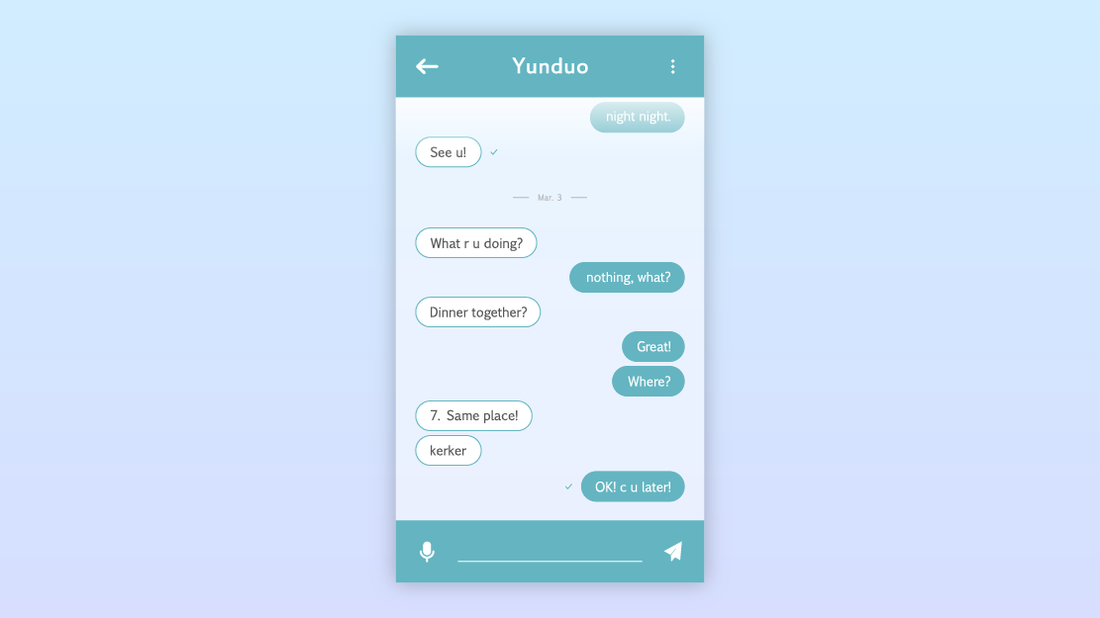 Yunduo
night night.
See u!
Mar. 3
What r u doing?
nothing, what?
Dinner together?
Great!
Where?
7. Same place!
kerker
OK! c u later!